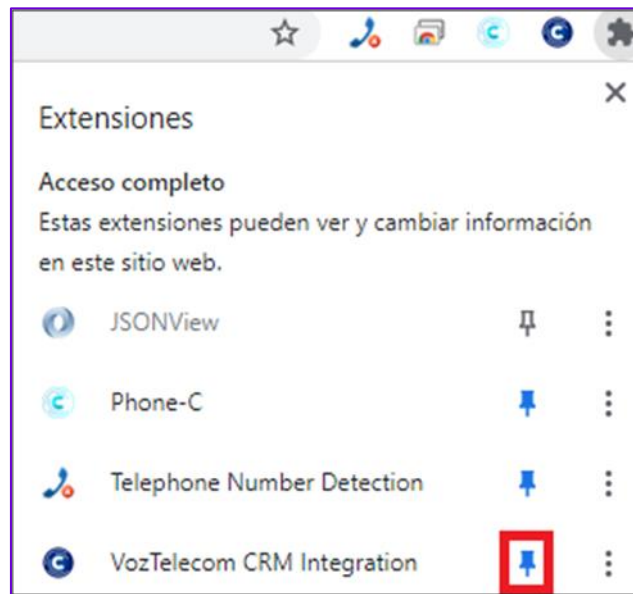 Extensiones
Acceso completo
Estas extensiones pueden ver y cambiar información
en este sitio web.
JSONView
Phone-C
Telephone Number Detection
VozTelecom CRM Integration